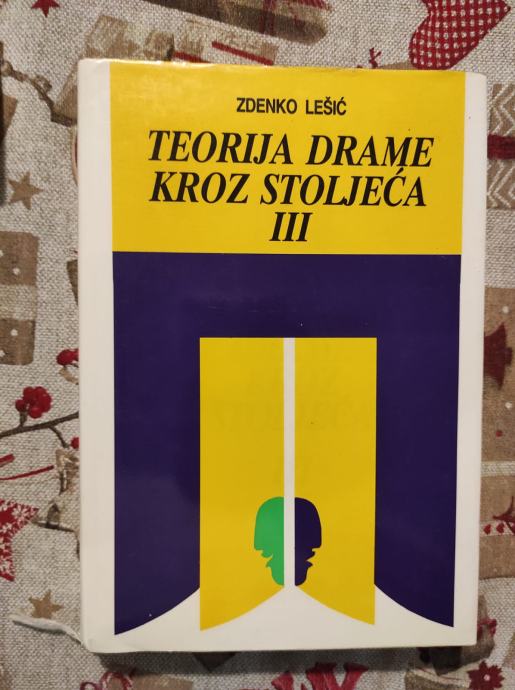 ZDENKO LEŠIĆ
TEORIJA DRAME
KROZ STOLJEĆA
III